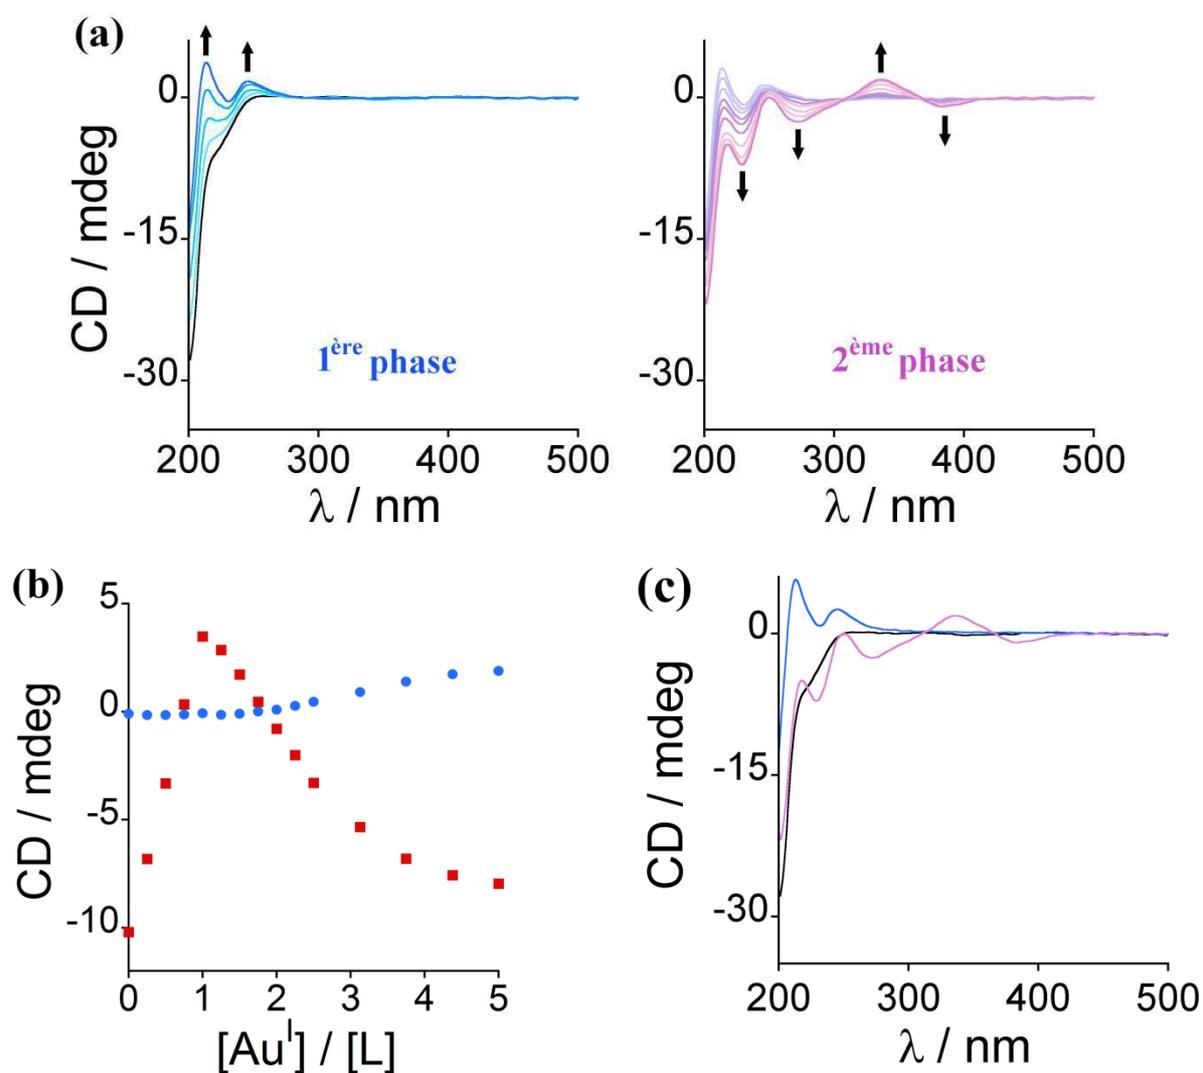 (a)
CD / mdeg
0
-15
-30
200 300 400 500
λ / nm
1ère phase
0
-15
-30
200 300 400 500
λ / nm
2ème phase
(b)
CD / mdeg
5
0
-5
-10
0 1 2 3 4 5
[AuI] / [L]
(c)
CD / mdeg
0
-15
-30
200 300 400 500
λ / nm